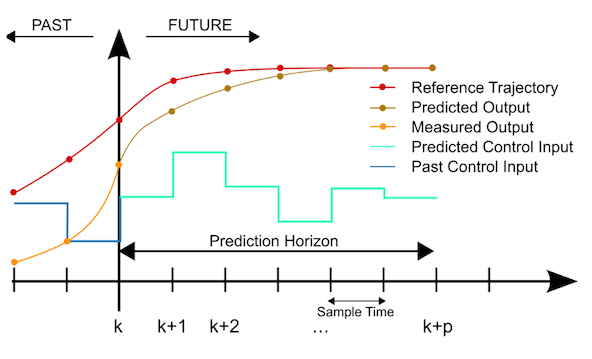 PAST
FUTURE
Reference Trajectory
Predicted Output
Measured Output
Predicted Control Input
Past Control Input
Prediction Horizon
Sample Time
k
k+1
k+2
...
k+p